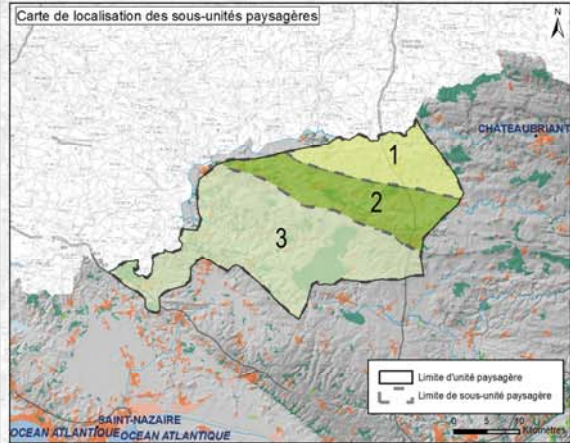 Carte de localisation des sous-unités paysagères
N
CHATEAUBRIANT
1
2
3
Limite d'unité paysagère
Limite de sous-unité paysagère
0 5 10
Kilomètres
SAINT-NAZAIRE
OCEAN ATLANTIQUE OCEAN ATLANTIQUE